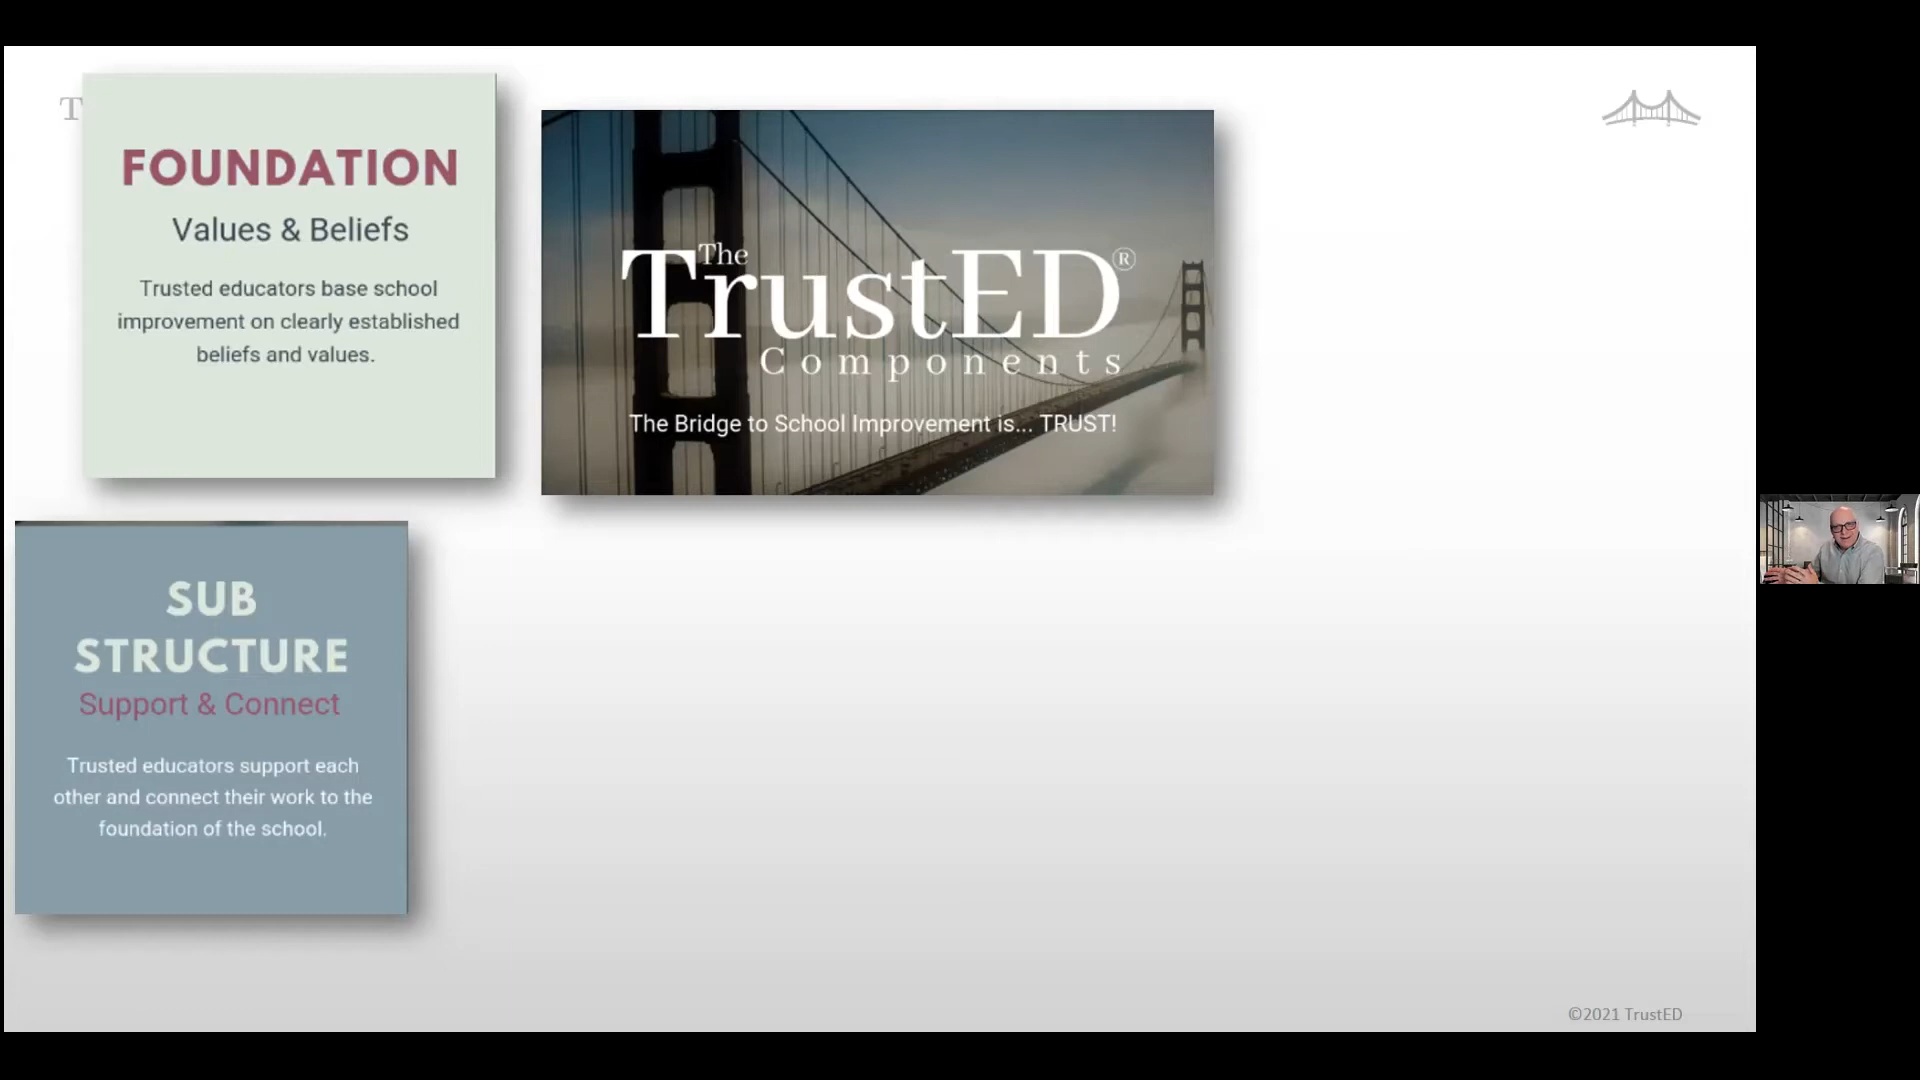 T
FOUNDATION
Values & Beliefs
Trusted educators base school
improvement on clearly established
beliefs and values.
The
TrustED®
Components
The Bridge to School Improvement is... TRUST!
SUB
STRUCTURE
Support & Connect
Trusted educators support each
other and connect their work to the
foundation of the school.
©2021 TrustED